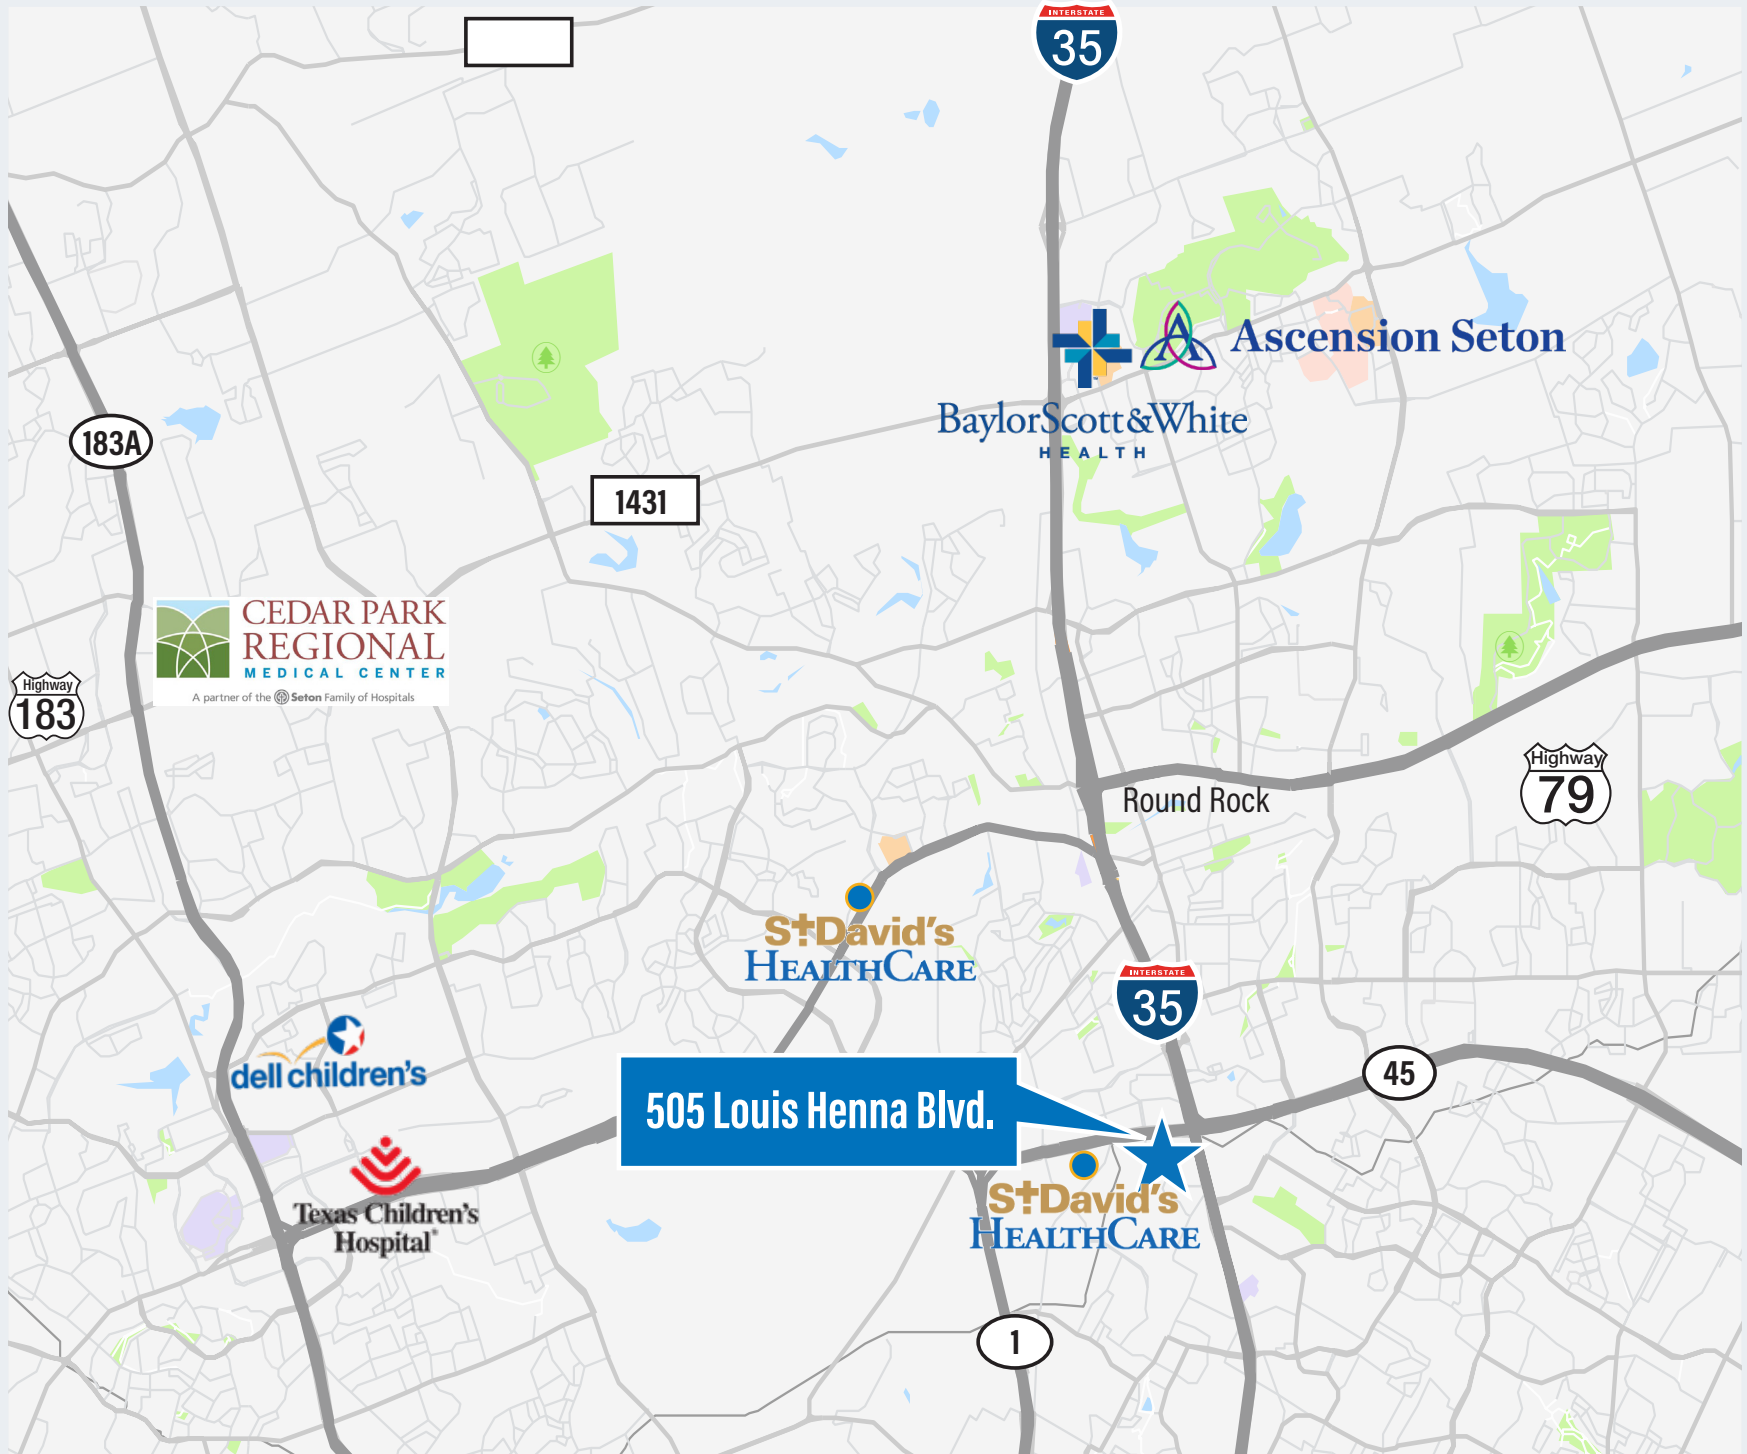 INTERSTATE
35
Ascension Seton
BaylorScott&White
HEALTH
183A
1431
CEDAR PARK
REGIONAL
MEDICAL CENTER
A partner of the Seton Family of Hospitals
Highway
183
Highway
79
Round Rock
St David's
HEALTHCARE
INTERSTATE
35
dell children's
45
505 Louis Henna Blvd.
Texas Children's
Hospital
St David's
HEALTHCARE
1